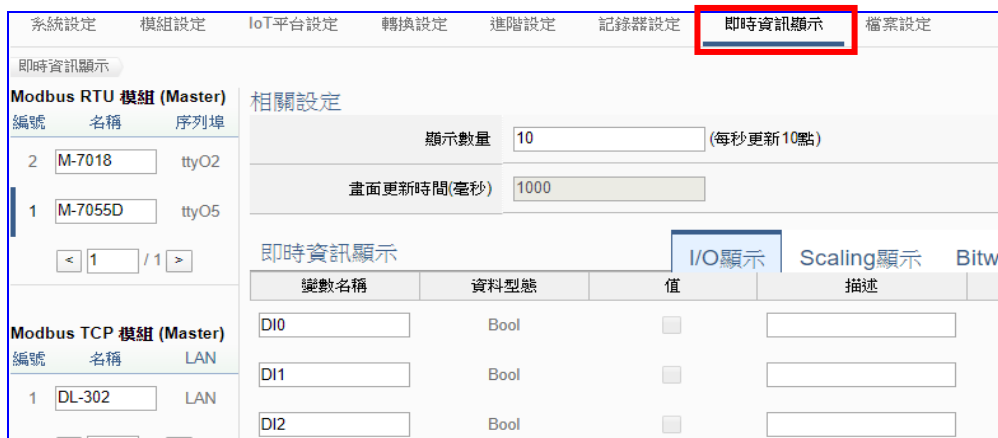 系統設定 模組設定 IoT平台設定 轉換設定 進階設定 記錄器設定 即時資訊顯示 檔案設定
即時資訊顯示
Modbus RTU 模組 (Master)
編號 名稱 序列埠
2 M-7018 ttyO2
1 M-7055D ttyO5
< 1 / 1 >
Modbus TCP 模組 (Master)
編號 名稱 LAN
1 DL-302 LAN
相關設定
顯示數量 10 (每秒更新10點)
畫面更新時間(毫秒) 1000
即時資訊顯示 I/O顯示 Scaling顯示 Bitw
變數名稱 資料型態 值 描述
DI0 Bool
DI1 Bool
DI2 Bool